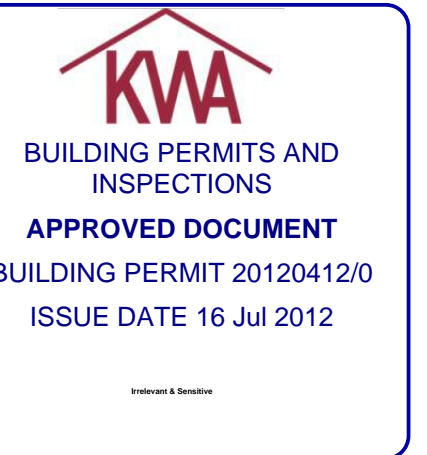 KWA
BUILDING PERMITS AND
INSPECTIONS
APPROVED DOCUMENT
BUILDING PERMIT 20120412/0
ISSUE DATE 16 Jul 2012
Irrelevant & Sensitive